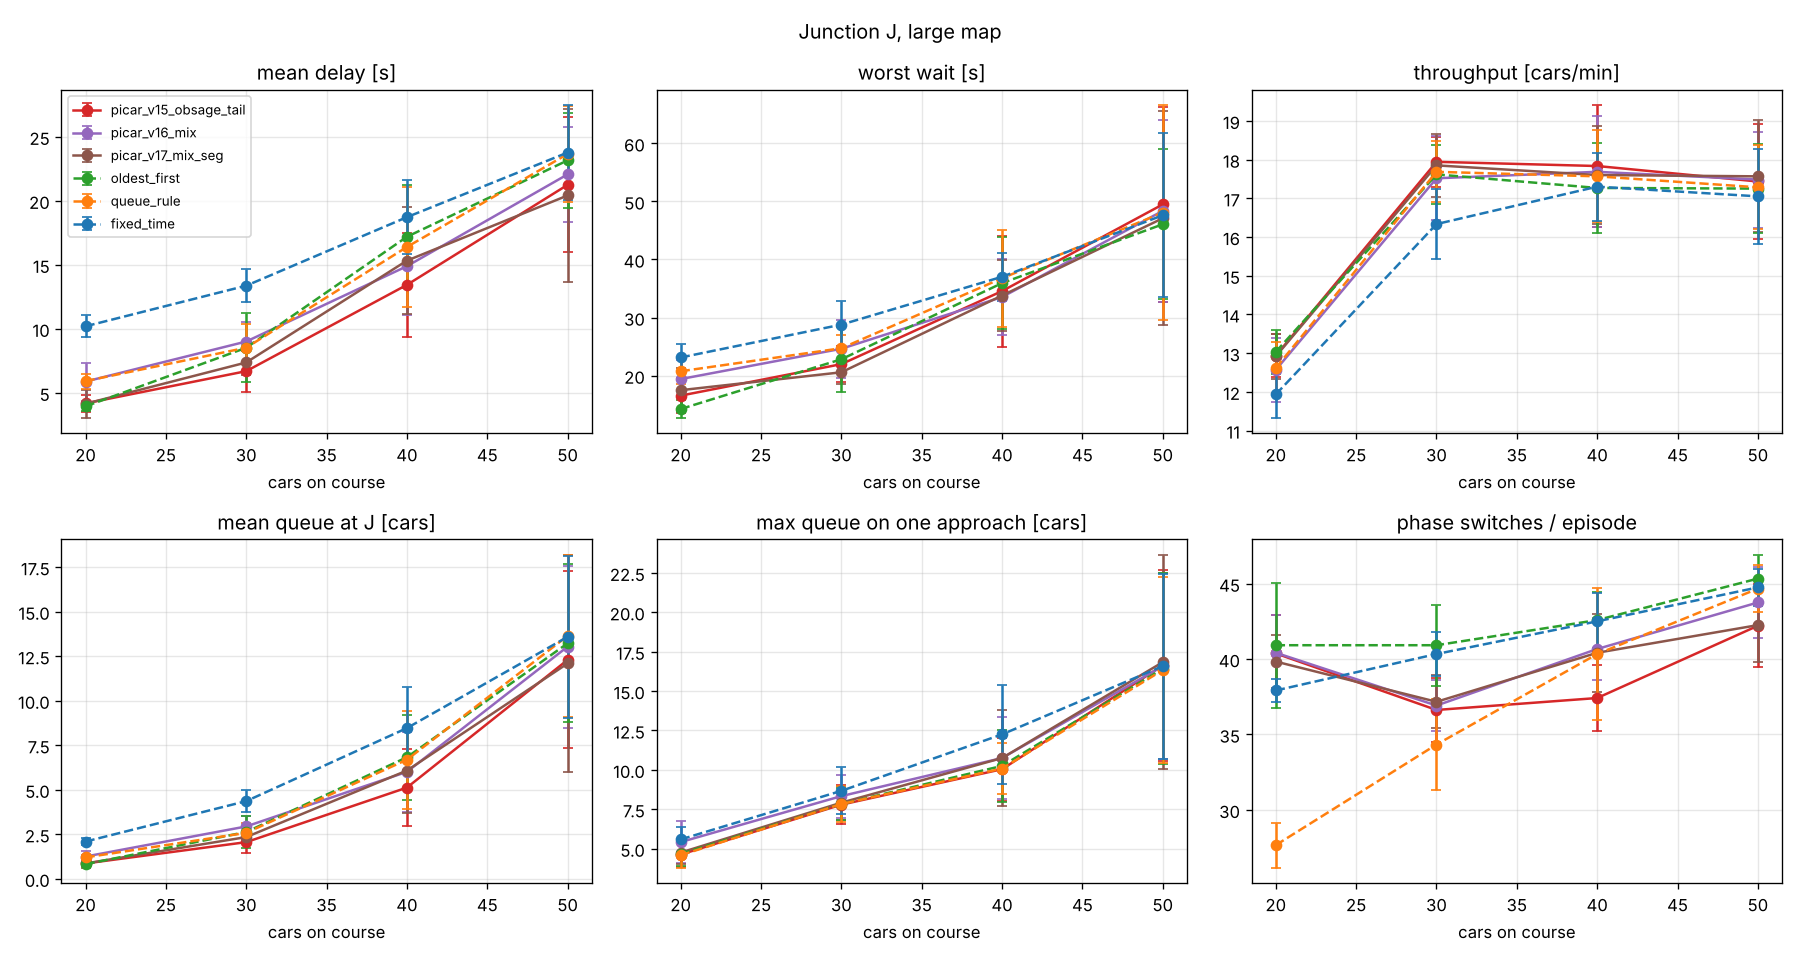 Junction J, large map
mean delay [s]
25
20
15
10
5
picar_v15_obsage_tail
picar_v16_mix
picar_v17_mix_seg
oldest_first
queue_rule
fixed_time
20 25 30 35 40 45 50
cars on course
worst wait [s]
60
50
40
30
20
20 25 30 35 40 45 50
cars on course
throughput [cars/min]
19
18
17
16
15
14
13
12
11
20 25 30 35 40 45 50
cars on course
mean queue at J [cars]
17.5
15.0
12.5
10.0
7.5
5.0
2.5
0.0
20 25 30 35 40 45 50
cars on course
max queue on one approach [cars]
22.5
20.0
17.5
15.0
12.5
10.0
7.5
5.0
20 25 30 35 40 45 50
cars on course
phase switches / episode
45
40
35
30
20 25 30 35 40 45 50
cars on course